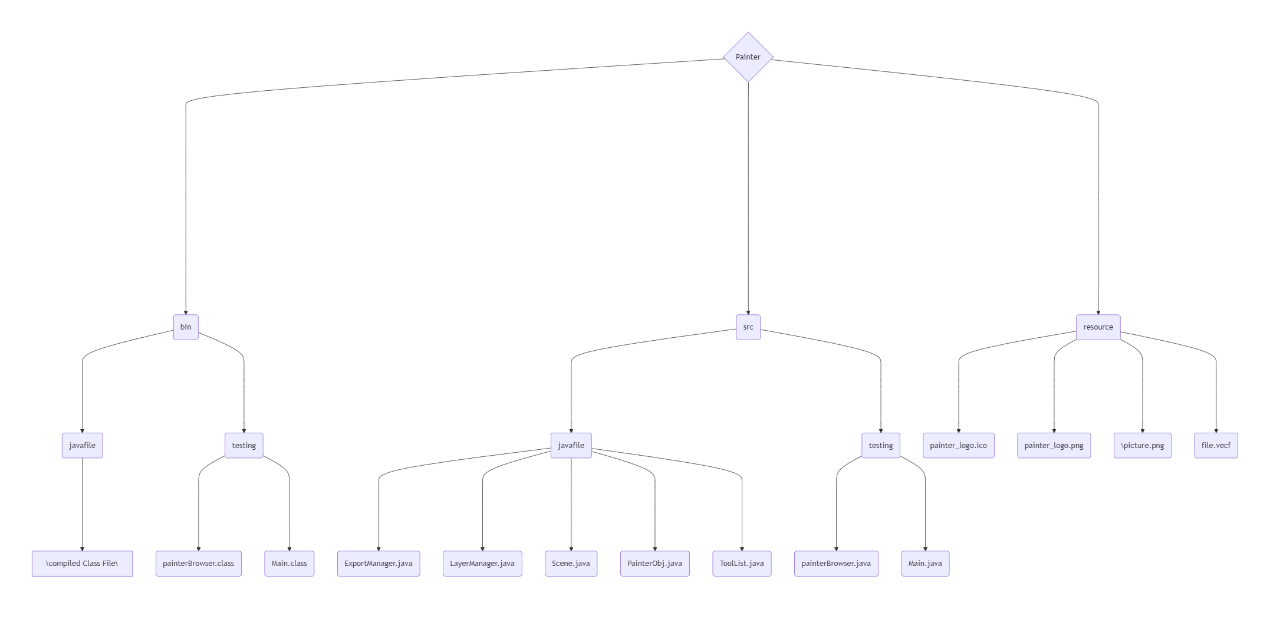 Painter
bin
src
resource
javafile
testing
javafile
testing
painter_logo.ico
painter_logo.png
\picture.png
file.vecf
\compiled Class File\
painterBrowser.class
Main.class
ExportManager.java
LayerManager.java
Scene.java
PainterObj.java
ToolList.java
painterBrowser.java
Main.java